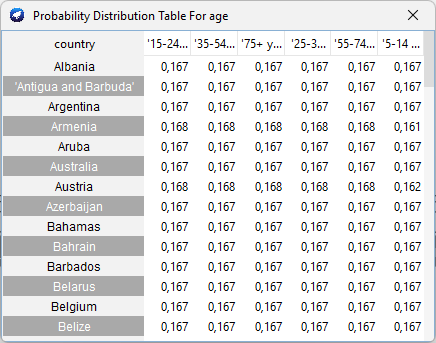 Probability Distribution Table For age
country '15-24... '35-54... '75+ y... '25-3... '55-74... '5-14 ...
Albania 0,167 0,167 0,167 0,167 0,167 0,167
'Antigua and Barbuda' 0,167 0,167 0,167 0,167 0,167 0,167
Argentina 0,167 0,167 0,167 0,167 0,167 0,167
Armenia 0,168 0,168 0,168 0,168 0,168 0,161
Aruba 0,167 0,167 0,167 0,167 0,167 0,167
Australia 0,167 0,167 0,167 0,167 0,167 0,167
Austria 0,168 0,168 0,168 0,168 0,168 0,162
Azerbaijan 0,167 0,167 0,167 0,167 0,167 0,167
Bahamas 0,167 0,167 0,167 0,167 0,167 0,167
Bahrain 0,167 0,167 0,167 0,167 0,167 0,167
Barbados 0,167 0,167 0,167 0,167 0,167 0,167
Belarus 0,167 0,167 0,167 0,167 0,167 0,167
Belgium 0,167 0,167 0,167 0,167 0,167 0,167
Belize 0,167 0,167 0,167 0,167 0,167 0,167